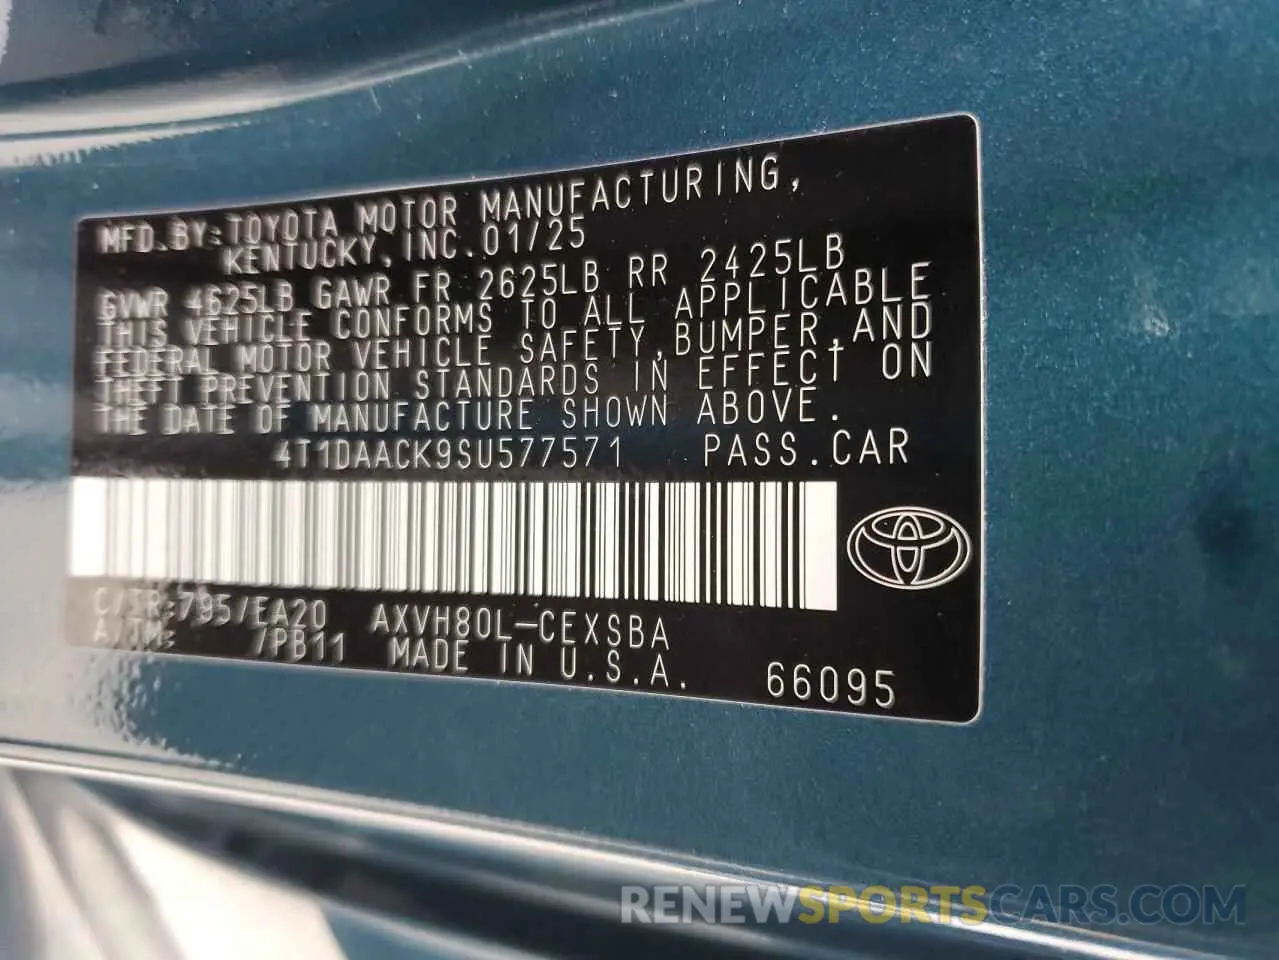 MFD.BY:TOYOTA MOTOR MANUFACTURING,
KENTUCKY, INC.01/25
GVWR 4625LB GAWR FR 2625LB RR 2425LB
THIS VEHICLE CONFORMS TO ALL APPLICABLE
FEDERAL MOTOR VEHICLE SAFETY,BUMPER,AND
THEFT PREVENTION STANDARDS IN EFFECT ON
THE DATE OF MANUFACTURE SHOWN ABOVE.
4T1DAACK9SU577571 PASS.CAR
C/TR:795/EA20 AXVH80L-CEXSBA
A/TM: /PB11 MADE IN U.S.A.
66095
RENEWSPORTSCARS.COM